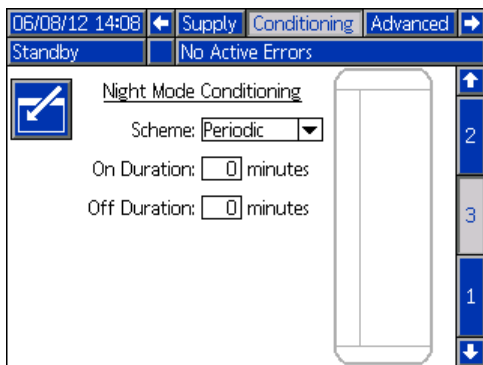 06/08/12 14:08 Supply Conditioning Advanced
Standby No Active Errors
Night Mode Conditioning
Scheme: Periodic
On Duration: 0 minutes
Off Duration: 0 minutes
2
3
1